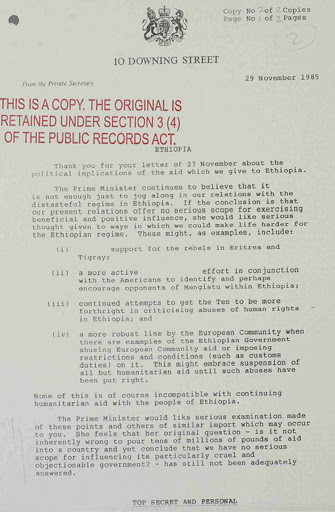 Copy No 2 of 2 Copies
Page No 1 of 2 Pages
2
10 DOWNING STREET
From the Private Secretary
29 November 1985
THIS IS A COPY. THE ORIGINAL IS
RETAINED UNDER SECTION 3 (4)
OF THE PUBLIC RECORDS ACT.
ETHIOPIA
Thank you for your letter of 27 November about the
political implications of the aid which we give to Ethiopia.
The Prime Minister continues to believe that it
is not enough just to jog along in our relations with the
distasteful regime in Ethiopia. If the conclusion is that
our present relations offer no serious scope for exercising
beneficial and positive influence, she would like serious
thought given to ways in which we could make life harder for
the Ethiopian regime. These might, as examples, include:
(i) support for the rebels in Eritrea and
Tigray;
(ii) a more active effort in conjunction
with the Americans to identify and perhaps
encourage opponents of Mengistu within Ethiopia;
(iii) continued attempts to get the Ten to be more
forthright in criticising abuses of human rights
in Ethiopia; and
(iv) a more robust line by the European Community when
there are examples of the Ethiopian Government
abusing European Community aid or imposing
restrictions and conditions (such as customs
duties) on it. This might embrace suspension of
all but humanitarian aid until such abuses have
been put right.
None of this is of course incompatible with continuing
humanitarian aid with the people of Ethiopia.
The Prime Minister would like serious examination made
of these points and others of similar import which may occur
to you. She feels that her original question - is it not
inherently wrong to pour tens of millions of pounds of aid
into a country and yet conclude that we have no serious
scope for influencing its particularly cruel and
objectionable government? - has still not been adequately
answered.
TOP SECRET AND PERSONAL